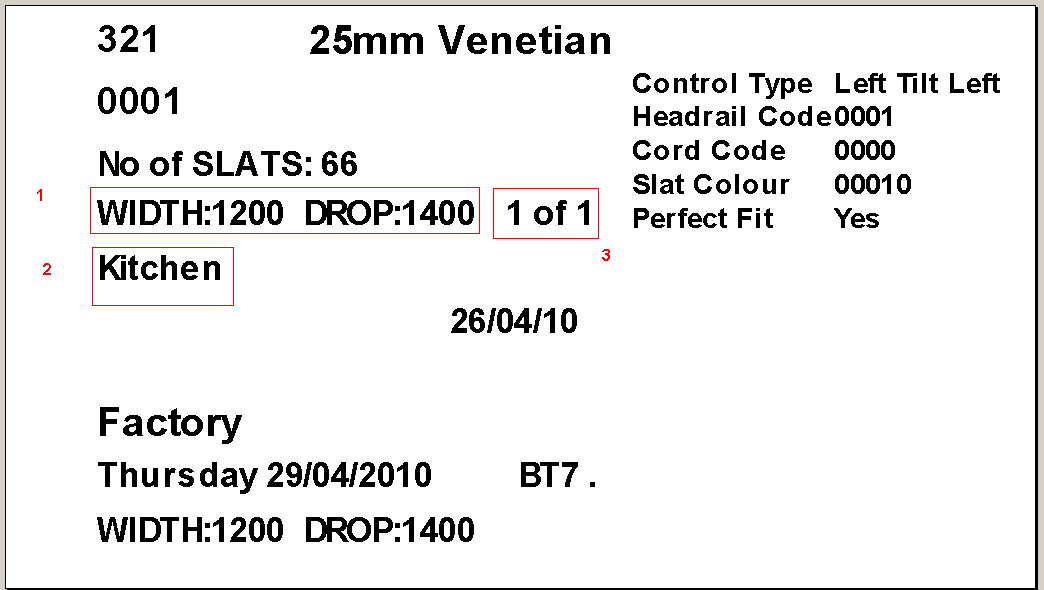 321 25mm Venetian
0001
Control Type Left Tilt Left
Headrail Code 0001
Cord Code 0000
Slat Colour 00010
Perfect Fit Yes
No of SLATS: 66
1 WIDTH:1200 DROP:1400 1 of 1
3
2 Kitchen
26/04/10
Factory
Thursday 29/04/2010 BT7 .
WIDTH:1200 DROP:1400